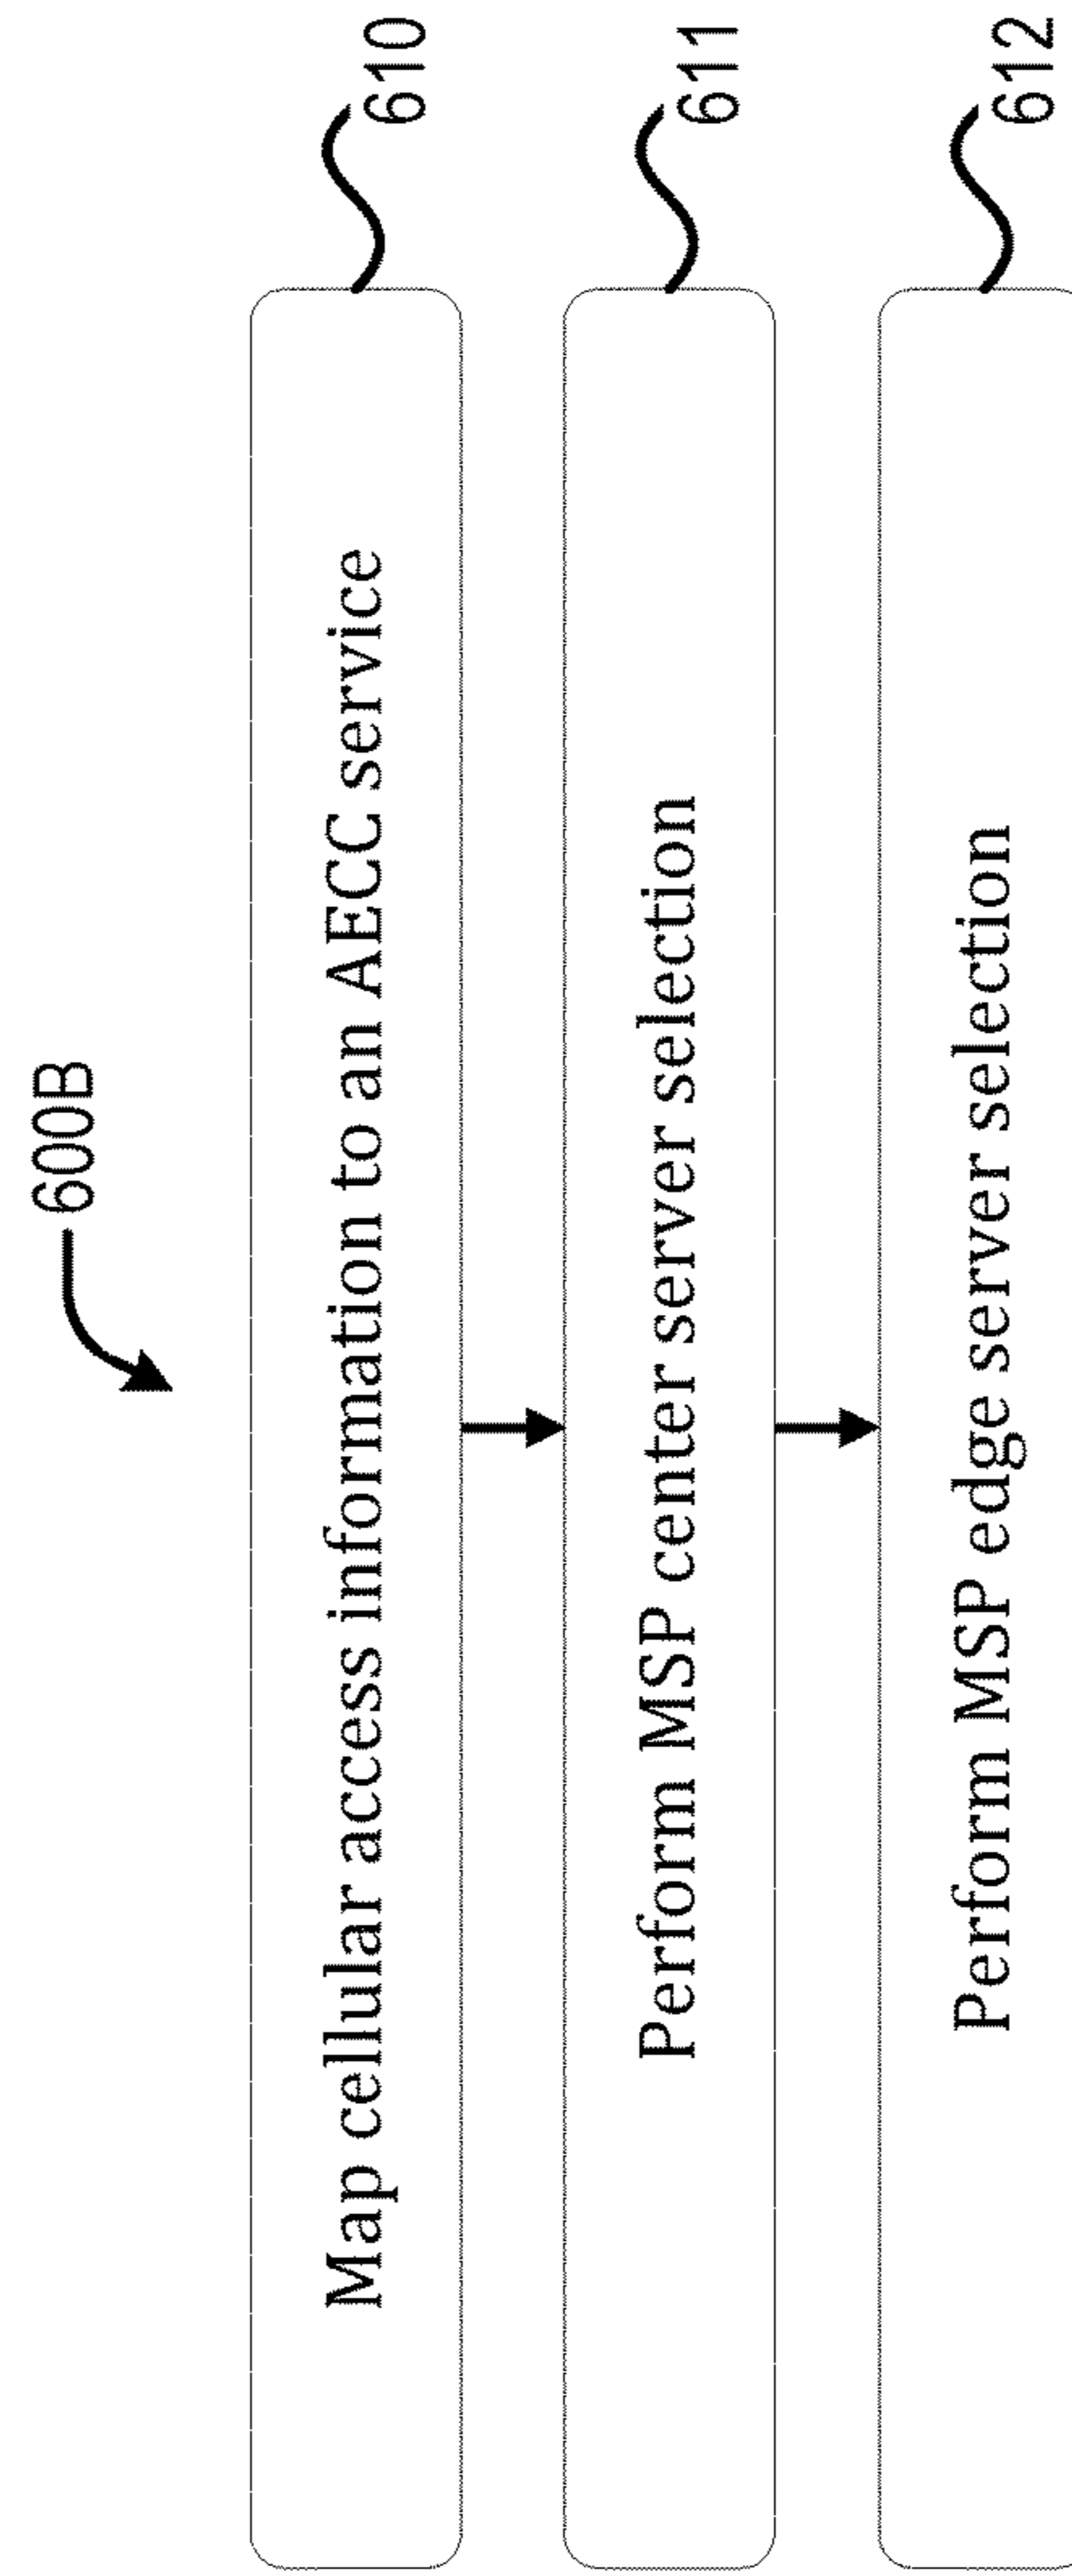 600B
Map cellular access information to an AECC service
610
Perform MSP center server selection
611
Perform MSP edge server selection
612